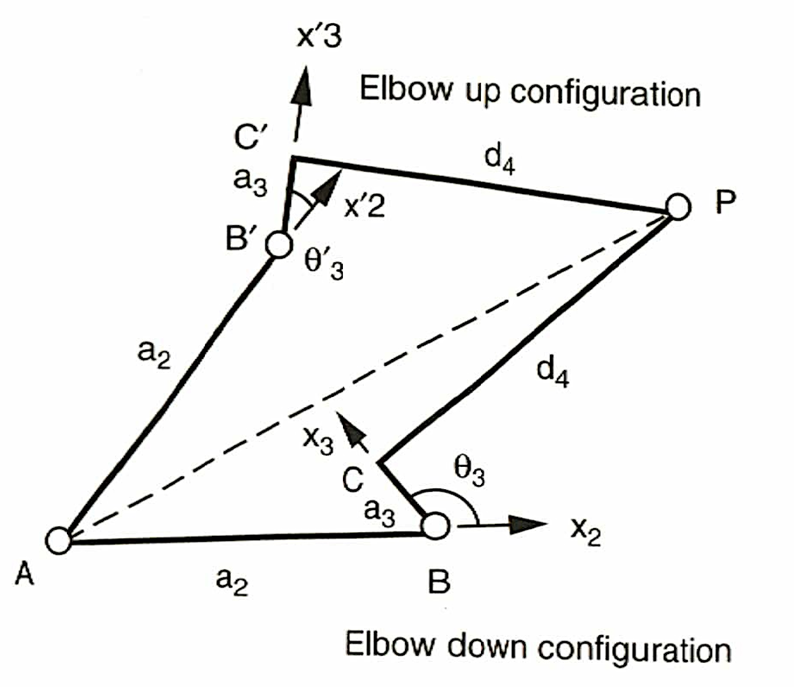 x′3
Elbow up configuration
C′
d₄
a₃
x′2
P
B′
θ′₃
a₂
d₄
x₃
C
θ₃
a₃
x₂
A
a₂
B
Elbow down configuration